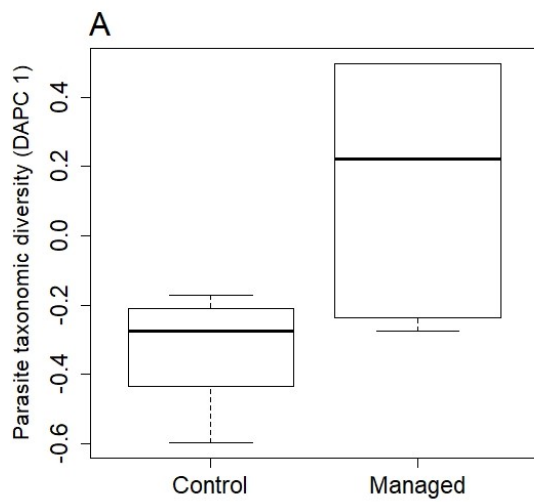 A
Parasite taxonomic diversity (DAPC 1)
0.4
0.2
0.0
-0.2
-0.4
-0.6
Control Managed